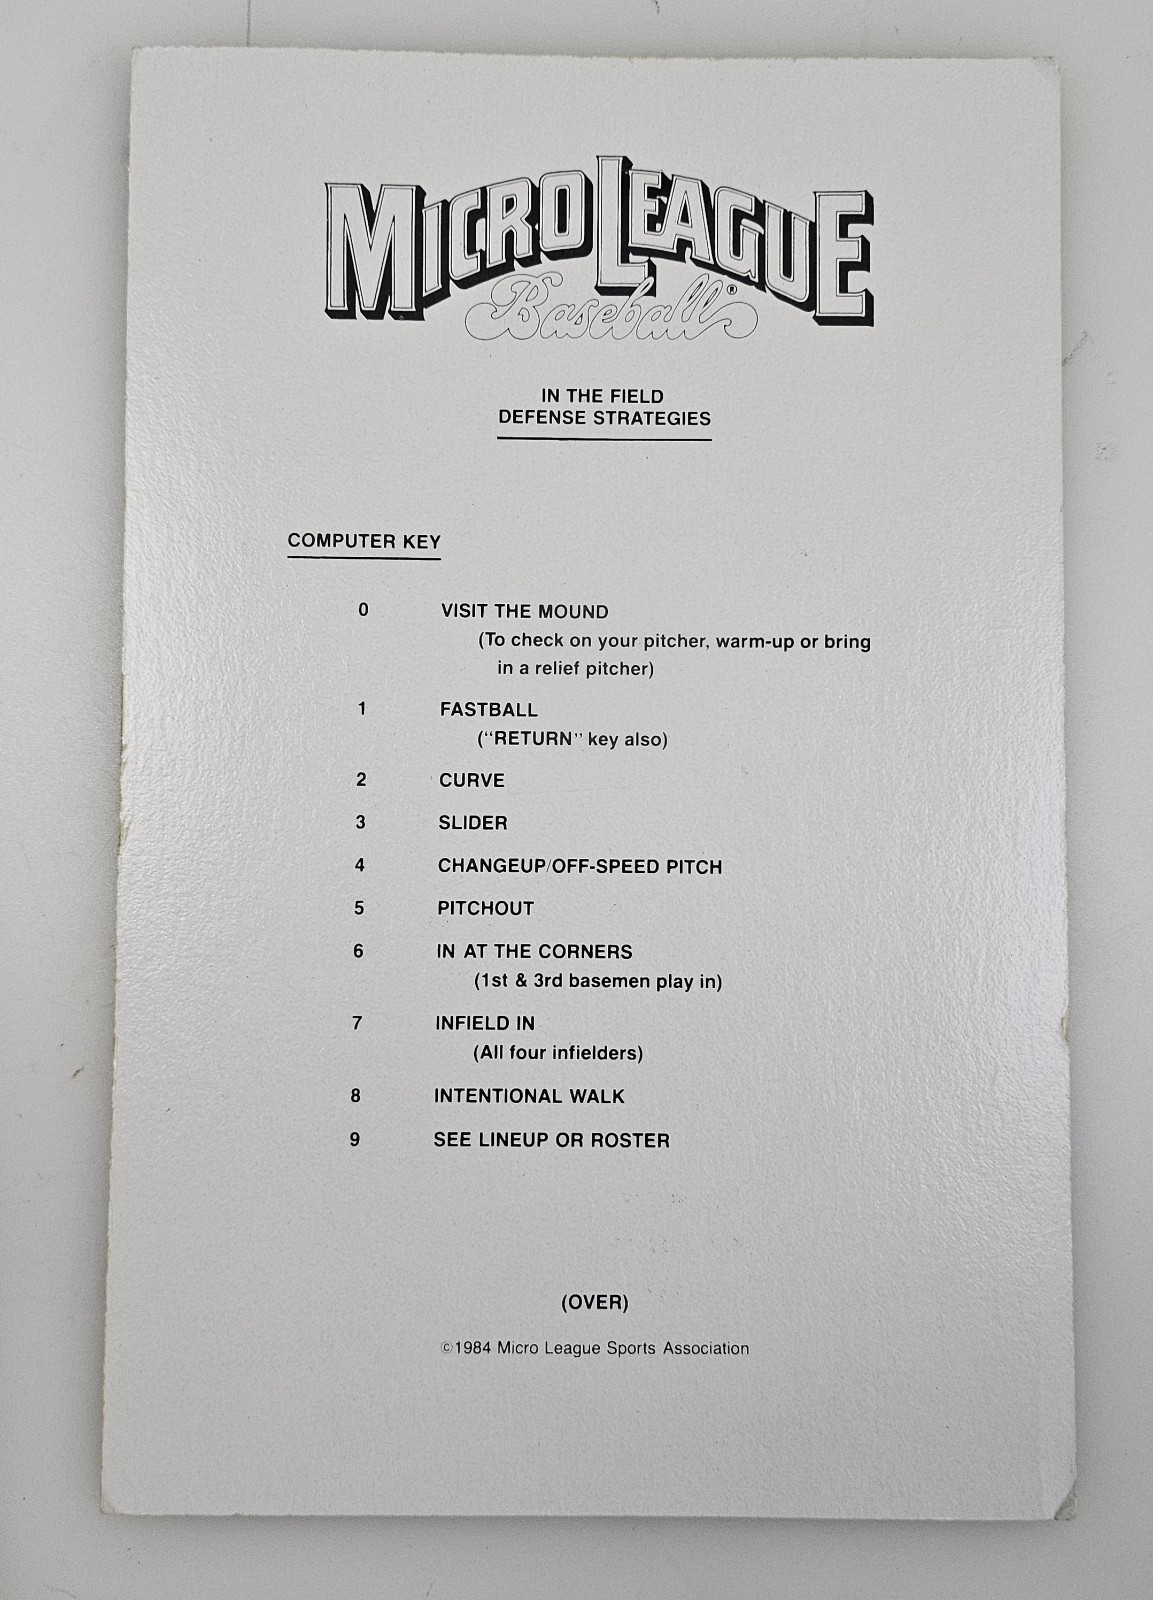 MICRO LEAGUE
Baseball®
IN THE FIELD
DEFENSE STRATEGIES
COMPUTER KEY
0 VISIT THE MOUND
(To check on your pitcher, warm-up or bring
in a relief pitcher)
1 FASTBALL
("RETURN" key also)
2 CURVE
3 SLIDER
4 CHANGEUP/OFF-SPEED PITCH
5 PITCHOUT
6 IN AT THE CORNERS
(1st & 3rd basemen play in)
7 INFIELD IN
(All four infielders)
8 INTENTIONAL WALK
9 SEE LINEUP OR ROSTER
(OVER)
©1984 Micro League Sports Association